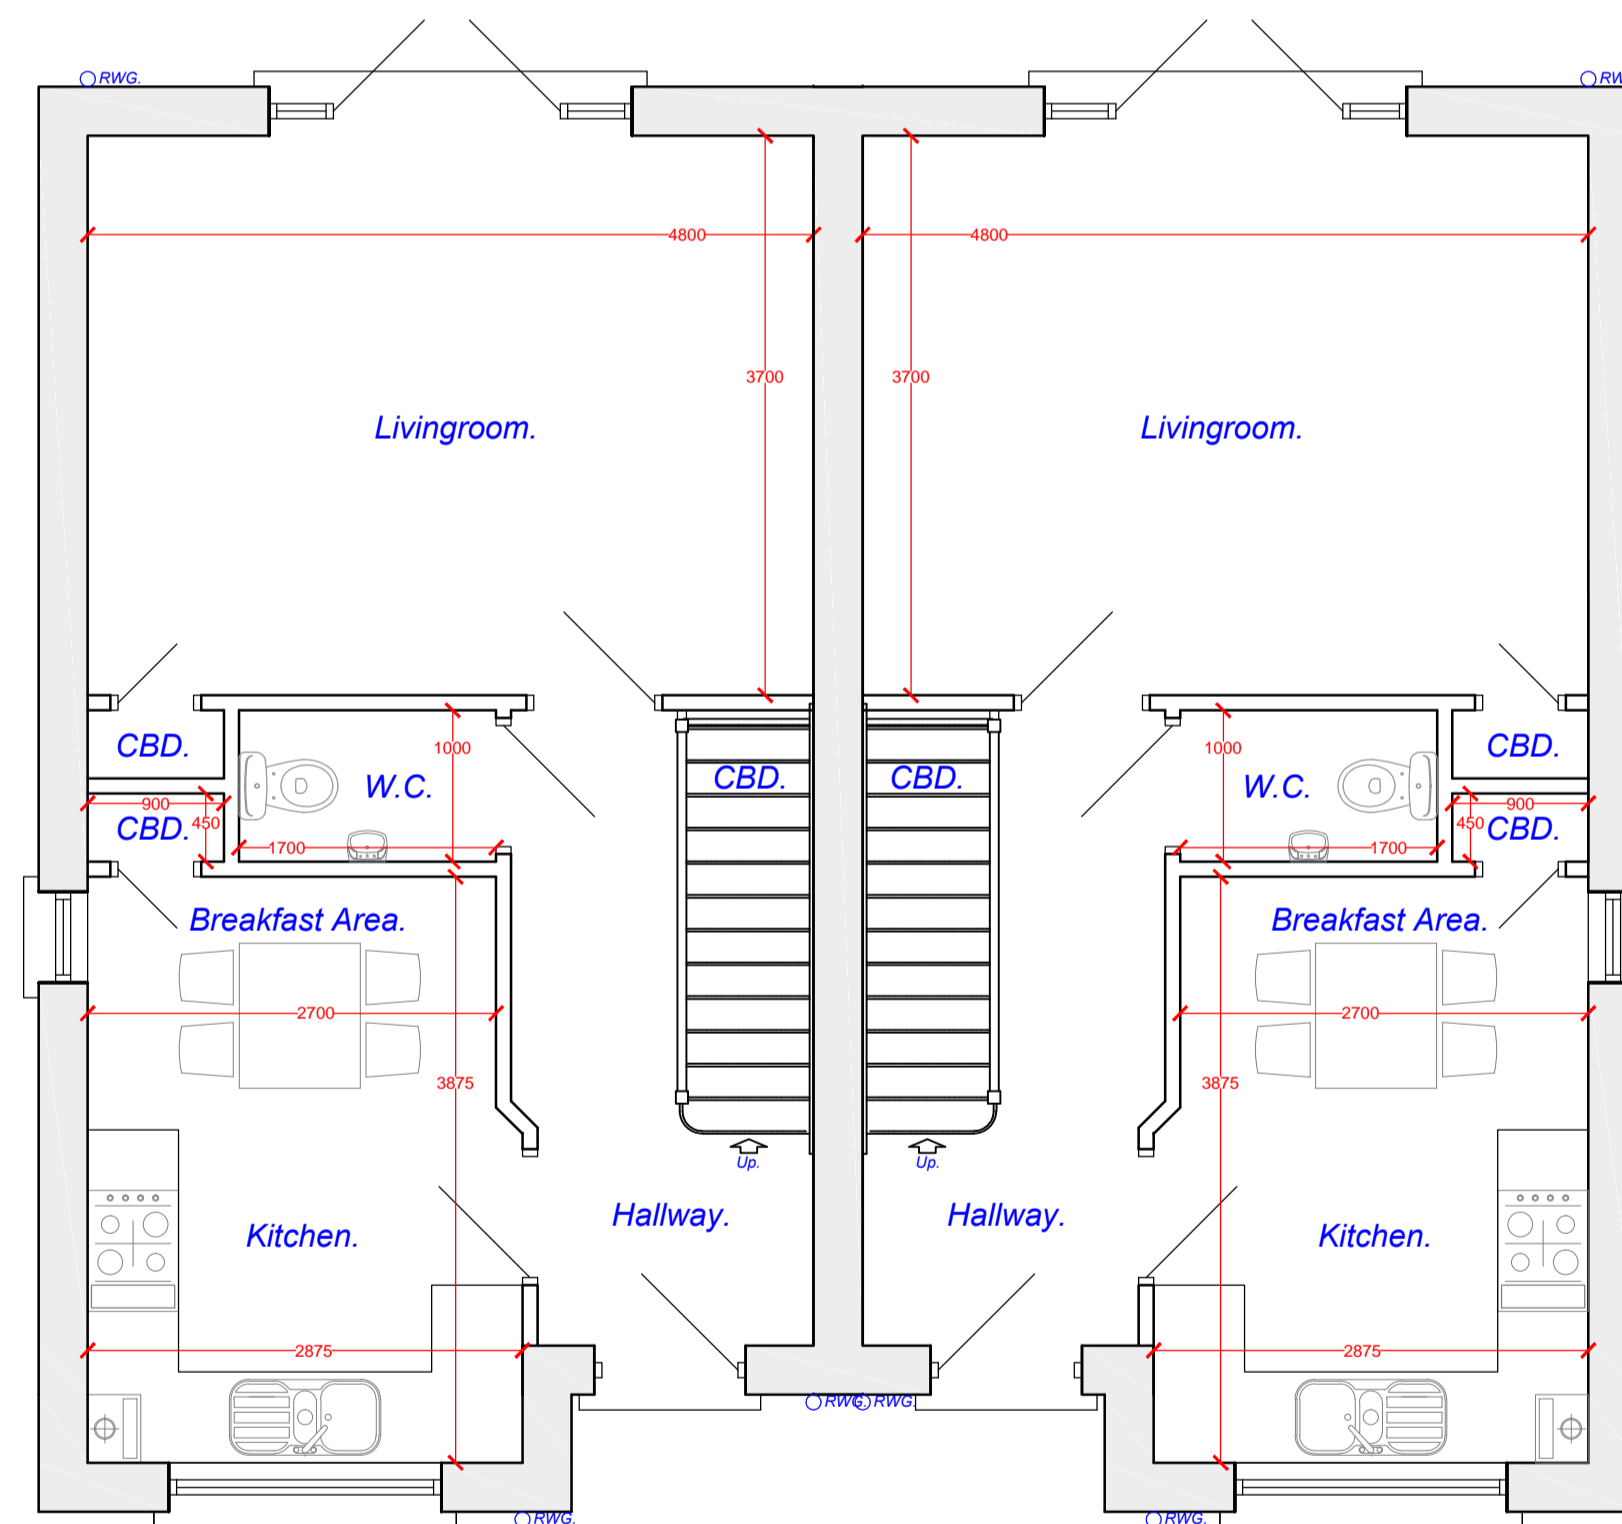 RWG.
RW
4800
4800
3700
3700
Livingroom.
Livingroom.
CBD.
1000
W.C.
CBD.
CBD.
1000
W.C.
CBD.
900
450
CBD.
1700
900
450
CBD.
1700
Breakfast Area.
Breakfast Area.
2700
2700
3875
3875
Up.
Up.
Kitchen.
Hallway.
Hallway.
Kitchen.
2875
2875
RWG.
RWG.
RWG.
RWG.